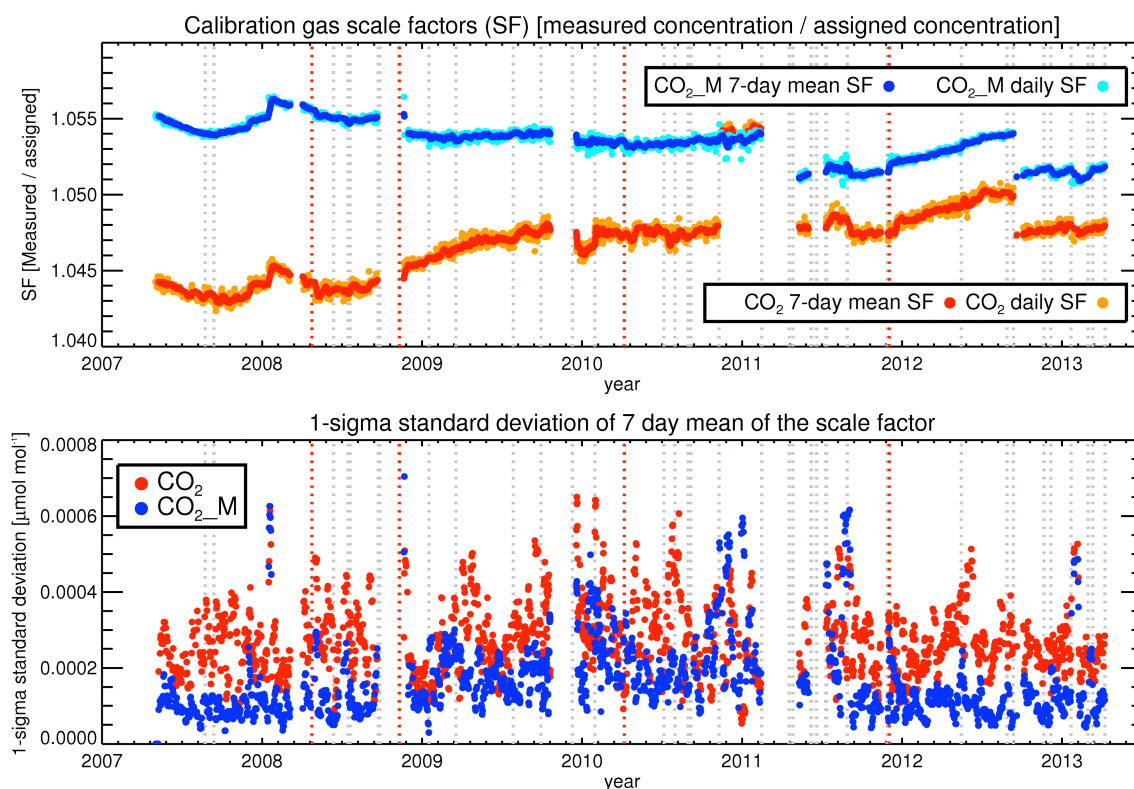 Calibration gas scale factors (SF) [measured concentration / assigned concentration]
SF [Measured / assigned]
1.055
1.050
1.045
1.040
CO₂_M 7-day mean SF CO₂_M daily SF
CO₂ 7-day mean SF CO₂ daily SF
2007 2008 2009 2010 2011 2012 2013
year
1-sigma standard deviation of 7 day mean of the scale factor
1-sigma standard deviation [μmol mol⁻¹]
0.0008
0.0006
0.0004
0.0002
0.0000
CO₂
CO₂_M
2007 2008 2009 2010 2011 2012 2013
year